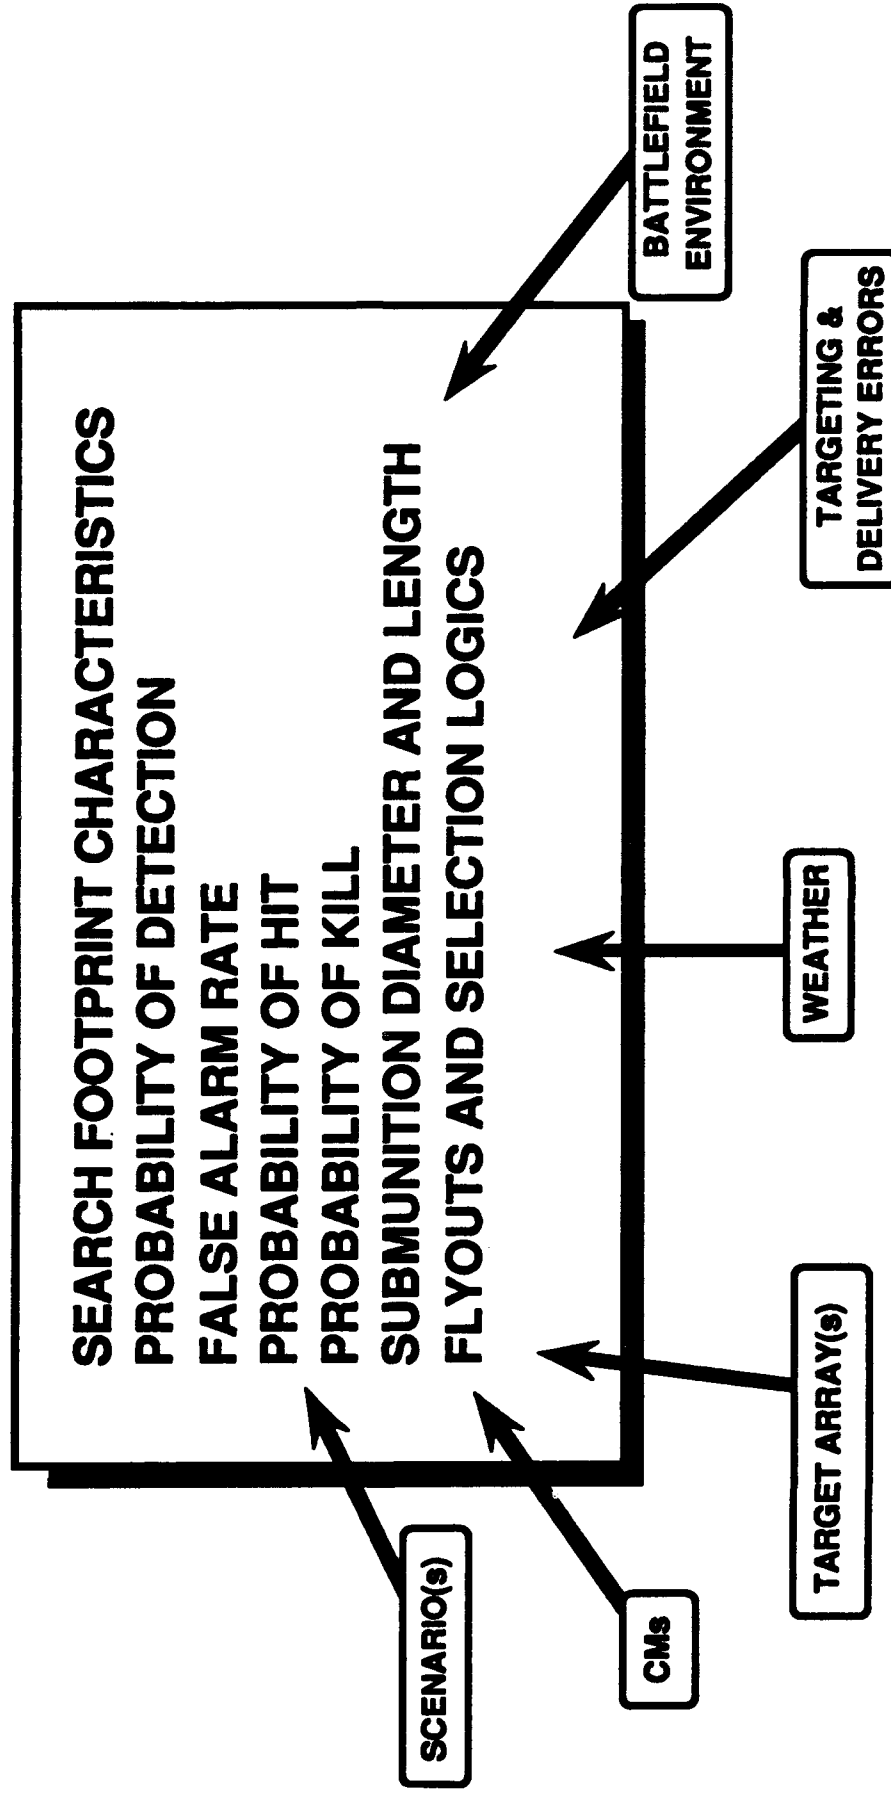 SEARCH FOOTPRINT CHARACTERISTICS
PROBABILITY OF DETECTION
FALSE ALARM RATE
PROBABILITY OF HIT
PROBABILITY OF KILL
SUBMUNITION DIAMETER AND LENGTH
FLYOUTS AND SELECTION LOGICS
SCENARIO(s)
CMs
TARGET ARRAY(s)
WEATHER
TARGETING &
DELIVERY ERRORS
BATTLEFIELD
ENVIRONMENT